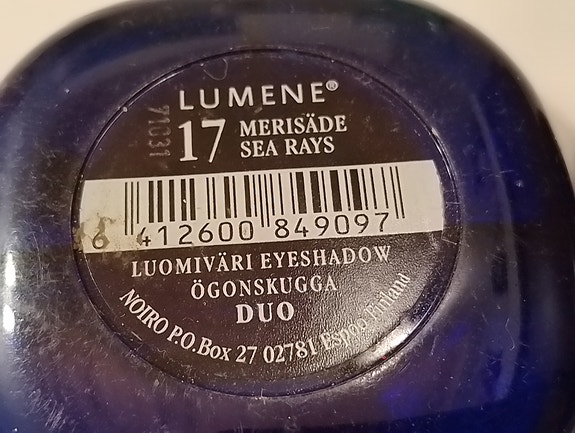 LUMENE®
71031
17 MERISÄDE
SEA RAYS
6 412600 849097
LUOMIVÄRI EYESHADOW
ÖGONSKUGGA
DUO
NOIRO P.O.Box 27 02781 Espoo Finland